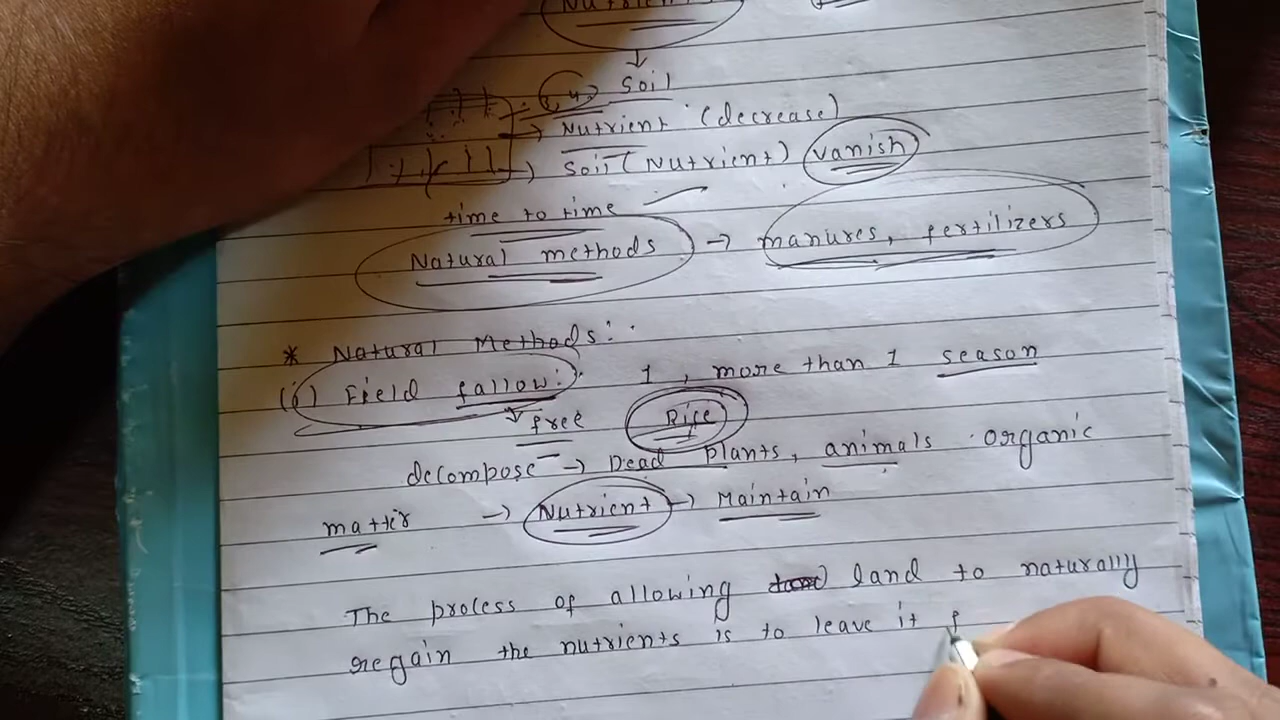 Nutrient
Soil
→ Nutrient (decrease)
→ Soil (Nutrient) vanish
time to time
Natural methods → manures, fertilizers
* Natural Methods:
(i) Field fallow: 1, more than 1 season
free Rice
decompose → Dead plants, animals organic
matter → Nutrient → Maintain
The process of allowing land to naturally
regain the nutrients is to leave it f